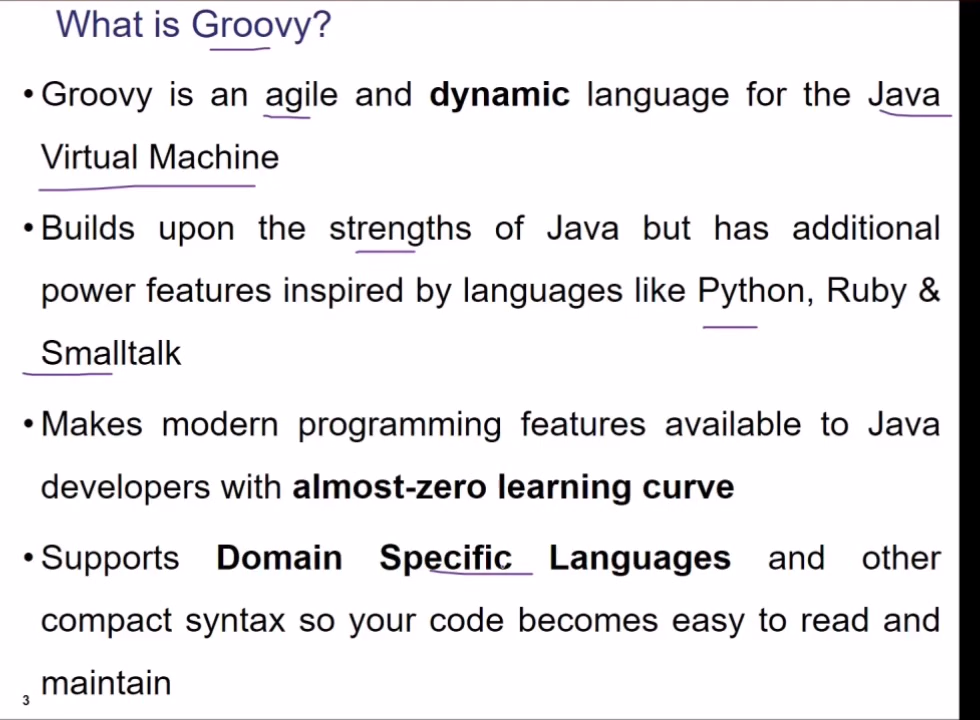 What is Groovy?
• Groovy is an agile and dynamic language for the Java
Virtual Machine
• Builds upon the strengths of Java but has additional
power features inspired by languages like Python, Ruby &
Smalltalk
• Makes modern programming features available to Java
developers with almost-zero learning curve
• Supports Domain Specific Languages and other
compact syntax so your code becomes easy to read and
maintain
3